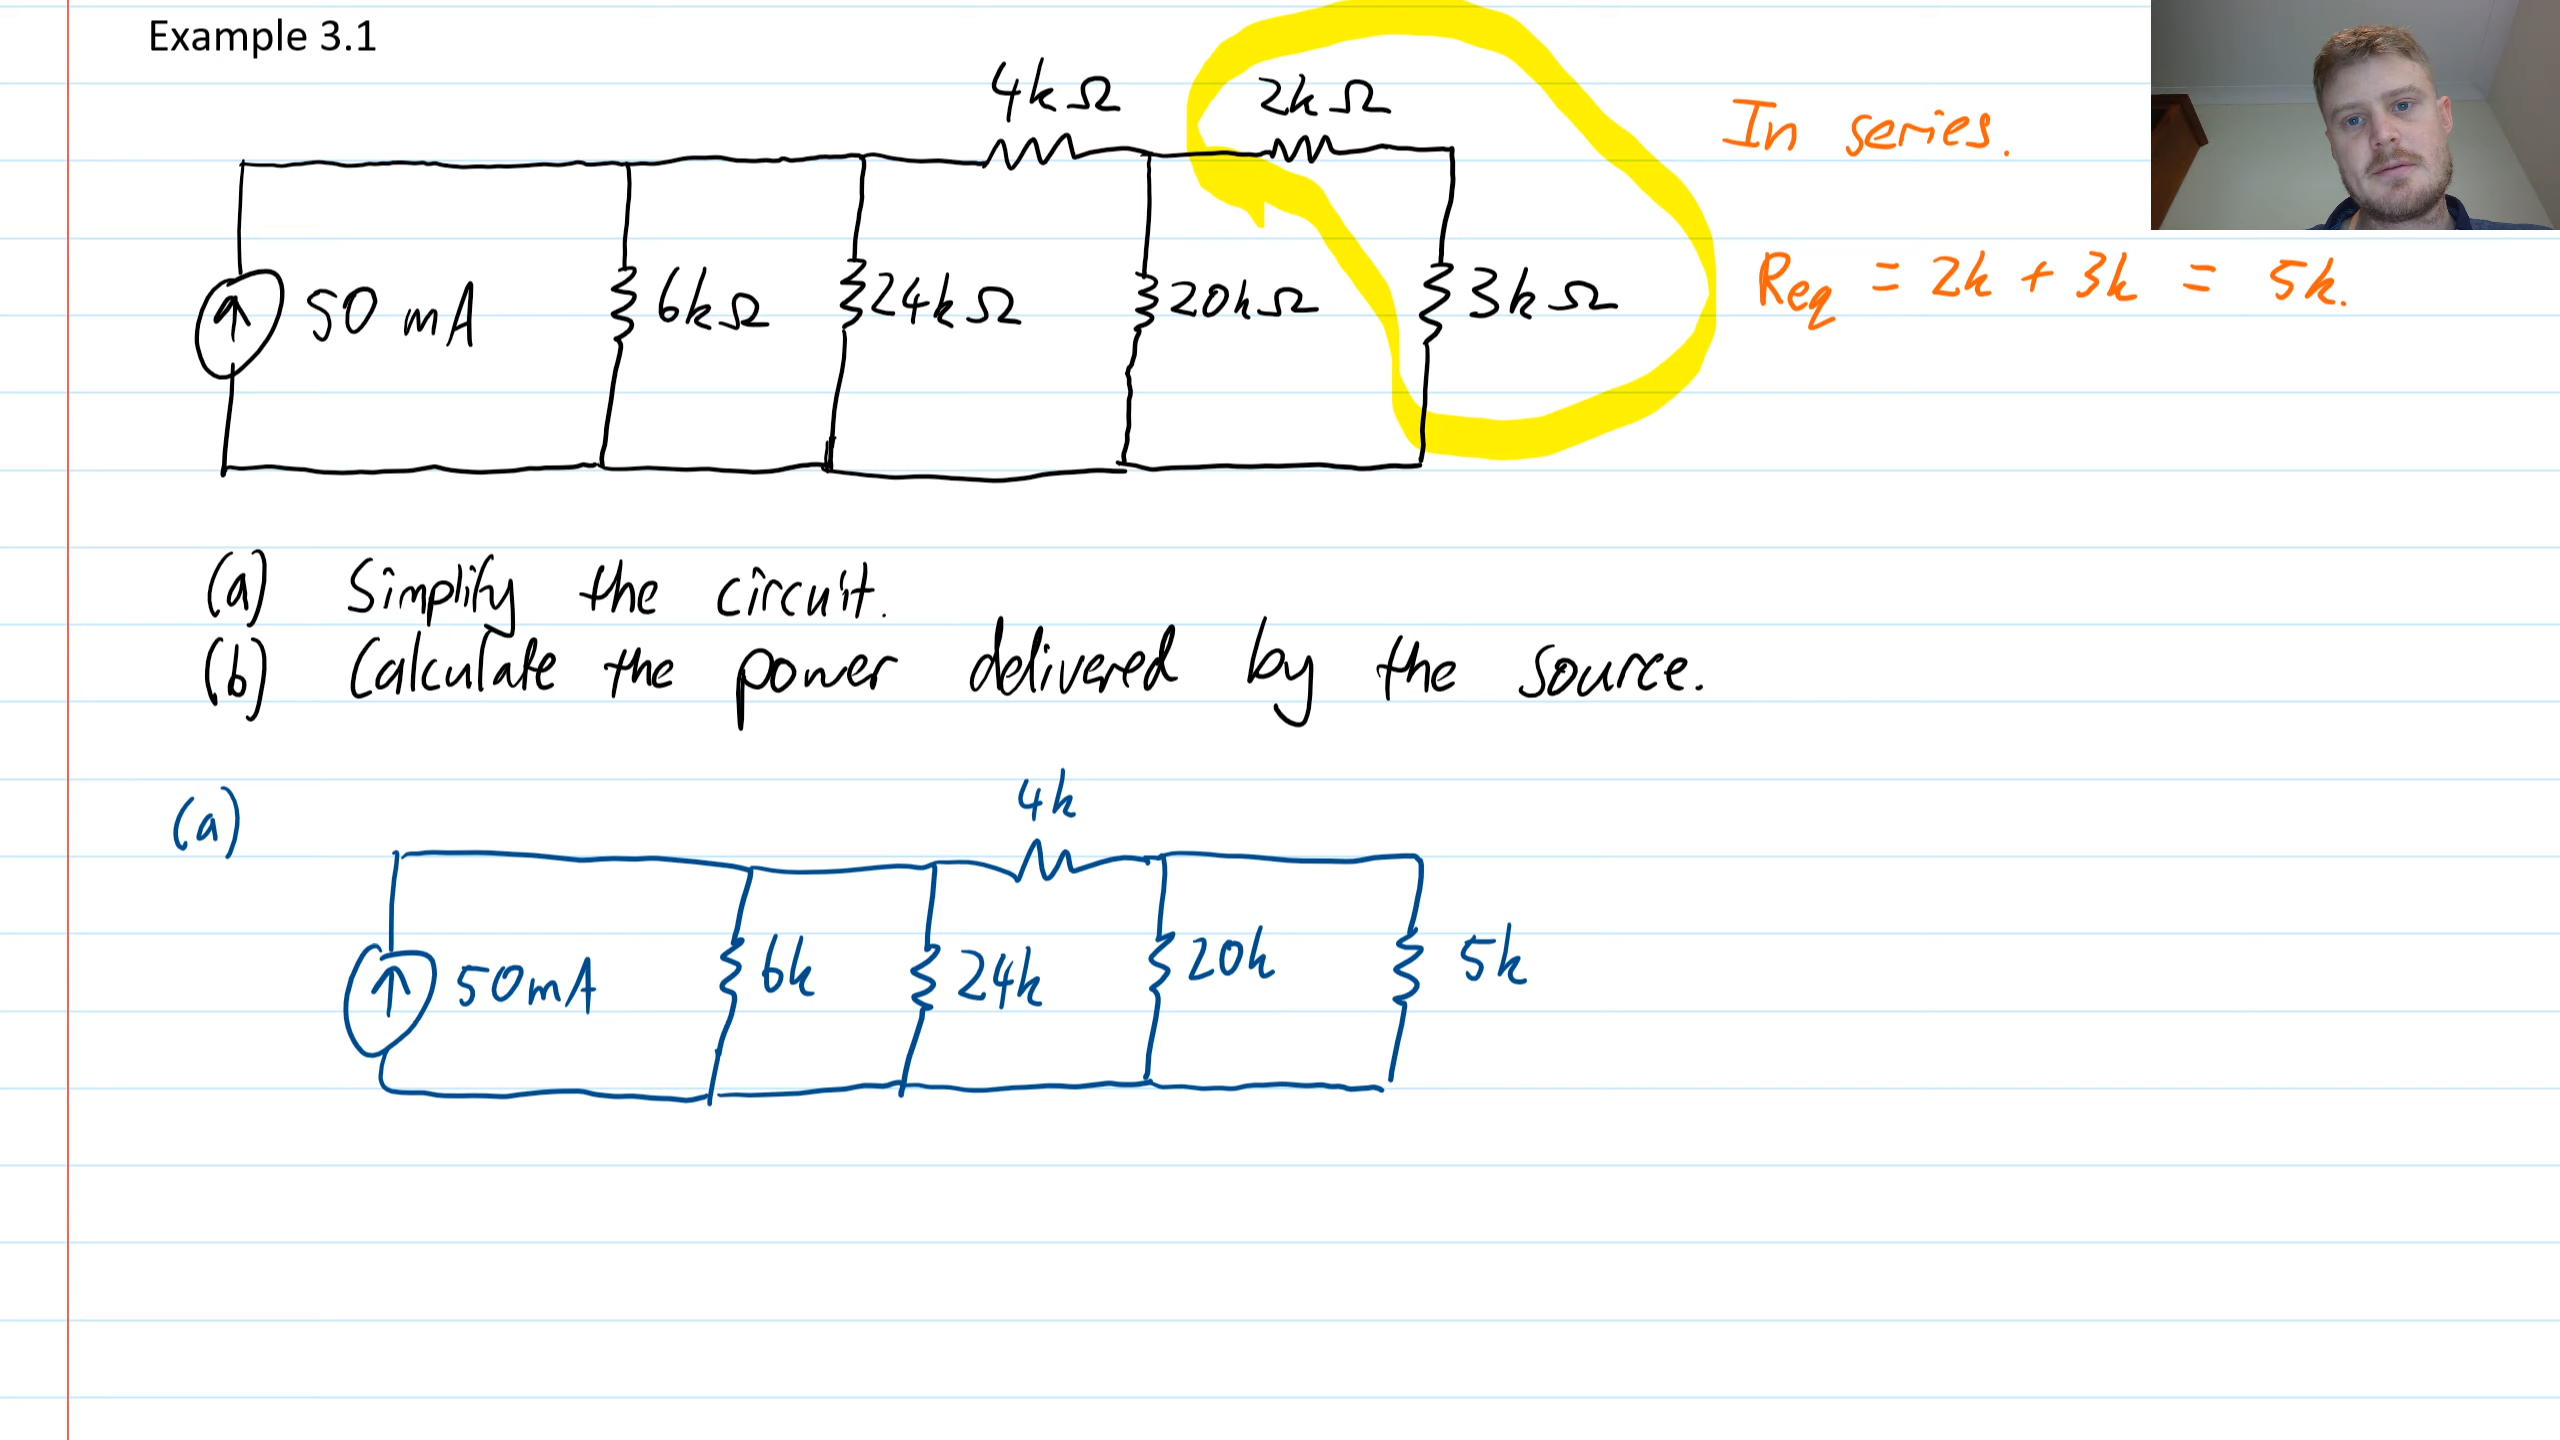 Example 3.1
4kΩ 2kΩ
In series.
50 mA 6kΩ 24kΩ 20kΩ 3kΩ
Req = 2k + 3k = 5k.
(a) Simplify the circuit.
(b) Calculate the power delivered by the source.
(a)
4k
50mA 6k 24k 20k 5k